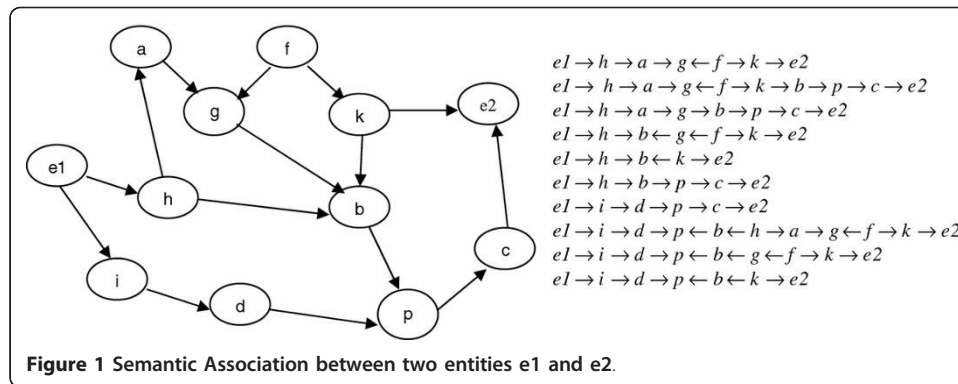 a
f
e1 → h → a → g ← f → k → e2
e1 → h → a → g ← f → k → b → p → c → e2
g
k
e2
e1 → h → a → g → b → p → c → e2
e1 → h → b ← g ← f → k → e2
e1
h
b
e1 → h → b ← k → e2
e1 → h → b → p → c → e2
e1 → i → d → p → c → e2
c
e1 → i → d → p ← b ← h → a → g ← f → k → e2
i
d
p
e1 → i → d → p ← b ← g ← f → k → e2
e1 → i → d → p ← b ← k → e2
Figure 1 Semantic Association between two entities e1 and e2.